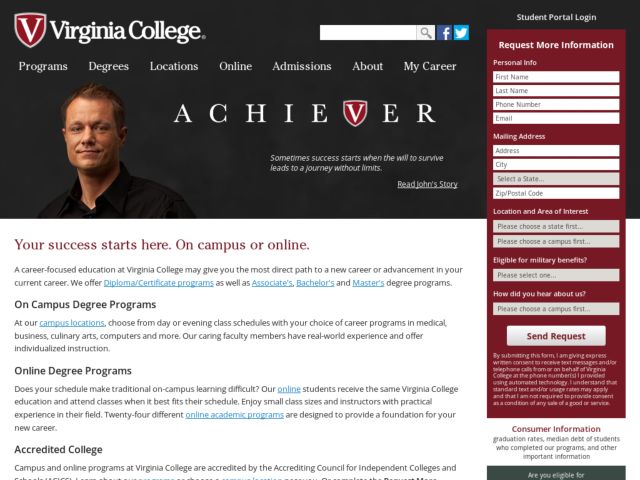 Student Portal Login
Virginia College
Programs Degrees Locations Online Admissions About My Career
ACHIEVER
Sometimes success starts when the will to survive
leads to a journey without limits.
Read John's Story
Request More Information
Personal Info
First Name
Last Name
Phone Number
Email
Mailing Address
Address
City
Select a State...
Zip/Postal Code
Location and Area of Interest
Please choose a state first...
Please choose a campus first...
Eligible for military benefits?
Please select one...
How did you hear about us?
Please choose a campus first...
Send Request
By submitting this form, I am giving express
written consent to receive text messages and/or
telephone calls from or on behalf of Virginia
College at the phone number(s) I provided
using automated technology. I understand that
standard text and/or usage rates may apply
and that I am not required to provide consent
as a condition of any sale of a good or service.
Consumer Information
graduation rates, median debt of students
who completed our programs, and other
important information
Are you eligible for
Your success starts here. On campus or online.
A career-focused education at Virginia College may give you the most direct path to a new career or advancement in your
current career. We offer Diploma/Certificate programs as well as Associate's, Bachelor's and Master's degree programs.
On Campus Degree Programs
At our campus locations, choose from day or evening class schedules with your choice of career programs in medical,
business, culinary arts, computers and more. Our caring faculty members have real-world experience and offer
individualized instruction.
Online Degree Programs
Does your schedule make traditional on-campus learning difficult? Our online students receive the same Virginia College
education and attend classes when it best fits their schedule. Enjoy small class sizes and instructors with practical
experience in their field. Twenty-four different online academic programs are designed to provide a foundation for your
new career.
Accredited College
Campus and online programs at Virginia College are accredited by the Accrediting Council for Independent Colleges and